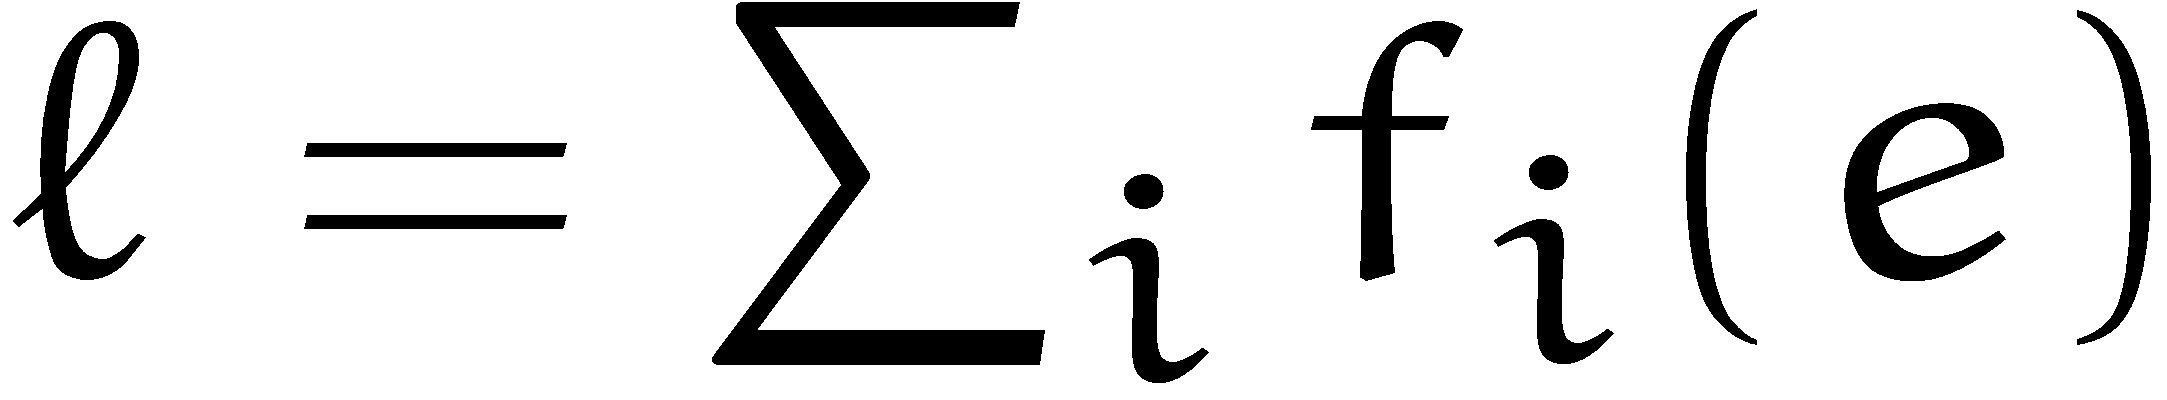 ℓ = ∑ᵢ fᵢ(e)